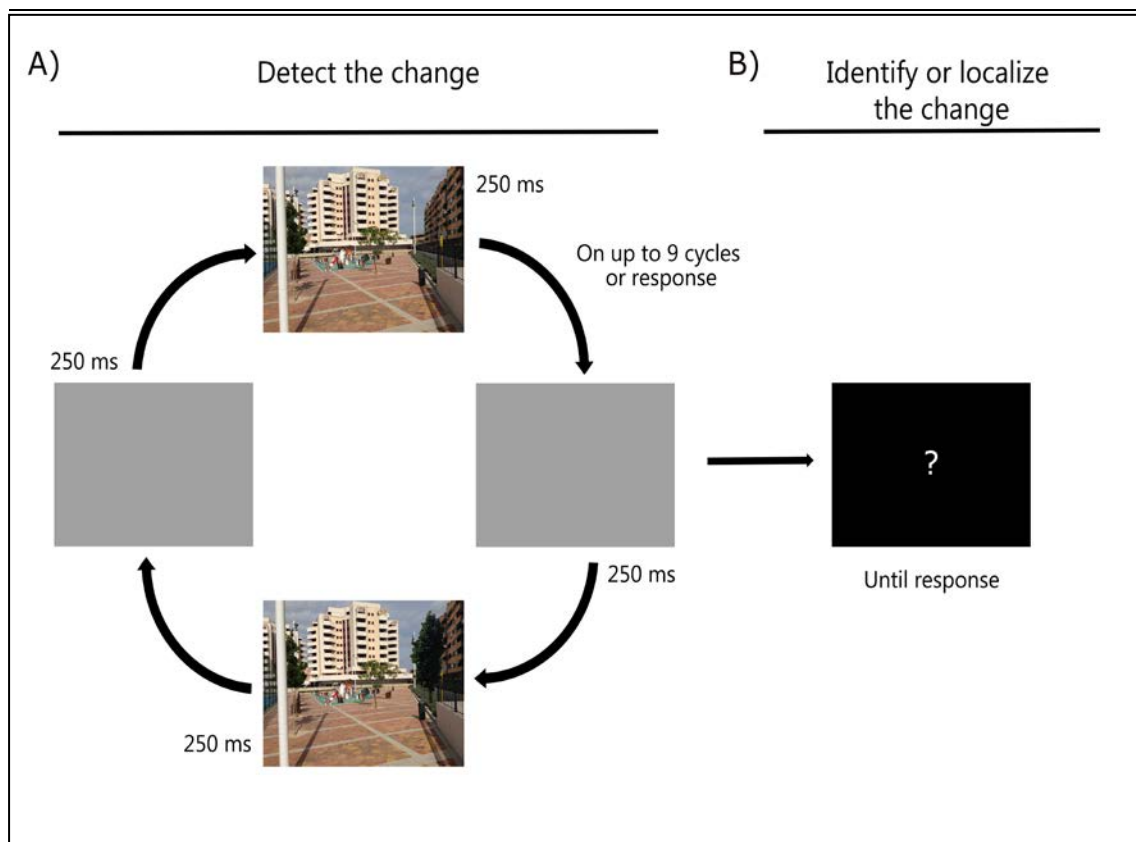 A)
Detect the change
B)
Identify or localize
the change
250 ms
On up to 9 cycles
or response
250 ms
?
250 ms
Until response
250 ms